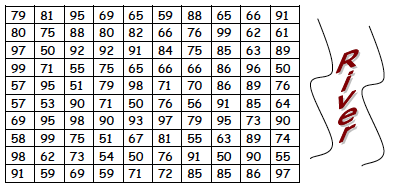 79 81 95 69 65 59 88 65 66 91
80 75 88 80 82 66 76 99 62 61
97 50 92 92 91 84 75 85 63 89
99 71 55 75 65 66 66 86 96 50
57 95 51 79 98 71 70 86 89 76
57 53 90 71 50 76 56 91 85 64
69 95 98 90 93 97 79 95 73 90
58 99 75 51 67 81 55 63 89 74
98 62 73 54 50 76 91 50 90 55
91 59 69 59 71 72 85 85 86 97
River